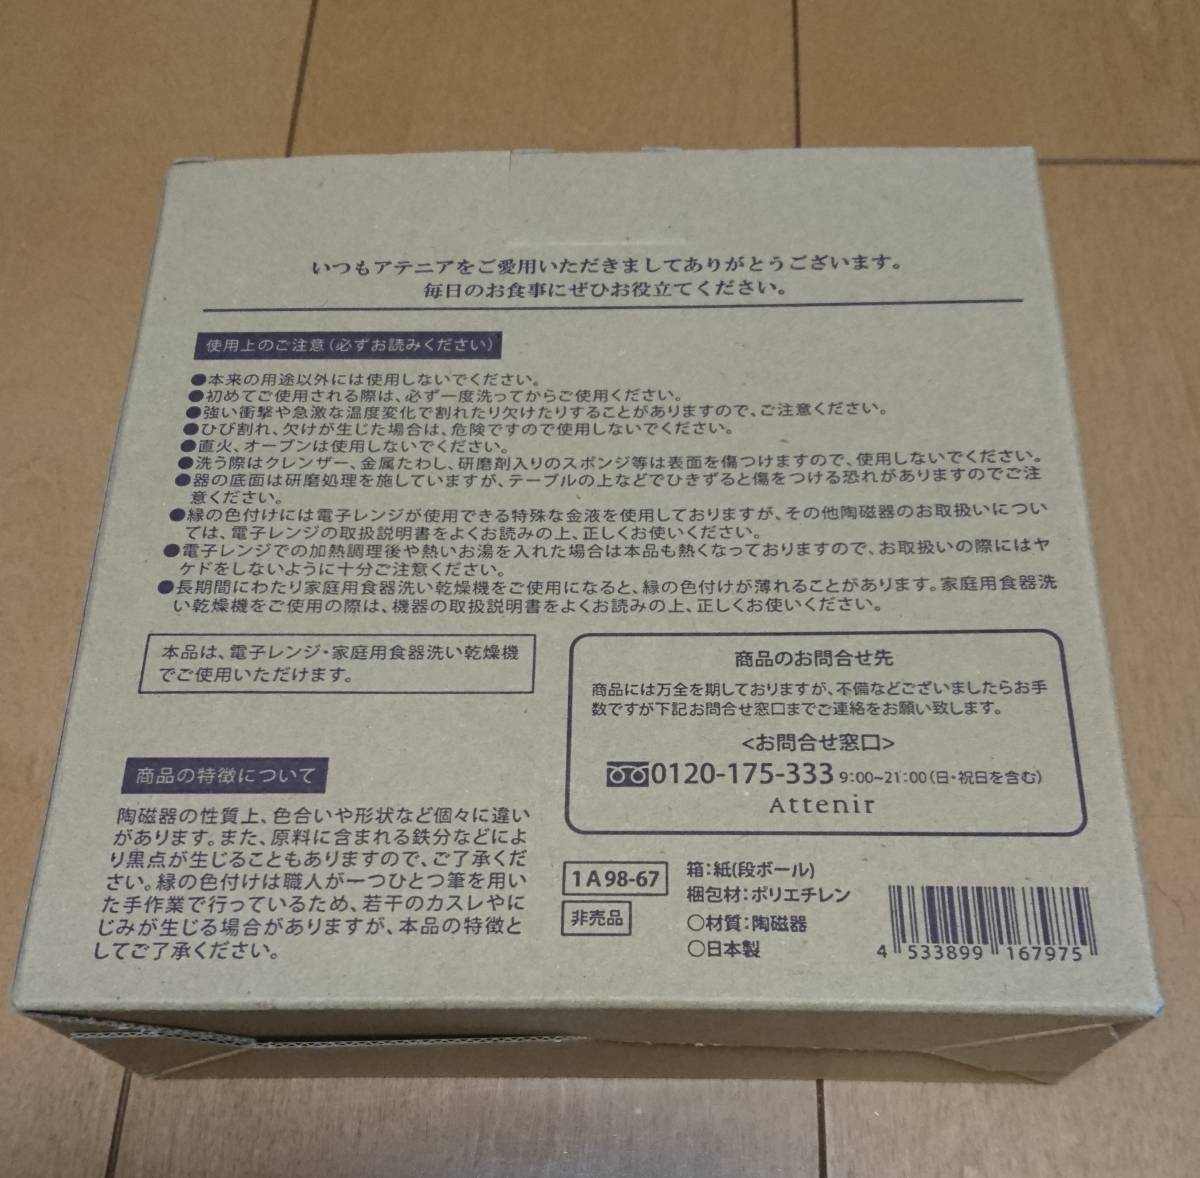 いつもアテニアをご愛用いただきましてありがとうございます。
毎日のお食事にぜひお役立てください。
使用上のご注意(必ずお読みください)
●本来の用途以外には使用しないでください。
●初めてご使用される際は、必ず一度洗ってからご使用ください。
●強い衝撃や急激な温度変化で割れたり欠けたりすることがありますので、ご注意ください。
●ひび割れ、欠けが生じた場合は、危険ですので使用しないでください。
●直火、オーブンは使用しないでください。
●洗う際はクレンザー、金属たわし、研磨剤入りのスポンジ等は表面を傷つけますので、使用しないでください。
●器の底面は研磨処理を施していますが、テーブルの上などでひきずると傷をつける恐れがありますのでご注
意ください。
●縁の色付けには電子レンジが使用できる特殊な金液を使用しておりますが、その他陶磁器のお取扱いについ
ては、電子レンジの取扱説明書をよくお読みの上、正しくお使いください。
●電子レンジでの加熱調理後や熱いお湯を入れた場合は本品も熱くなっておりますので、お取扱いの際にはヤ
ケドをしないように十分ご注意ください。
●長期間にわたり家庭用食器洗い乾燥機をご使用になると、縁の色付けが薄れることがあります。家庭用食器洗
い乾燥機をご使用の際は、機器の取扱説明書をよくお読みの上、正しくお使いください。
本品は、電子レンジ・家庭用食器洗い乾燥機
でご使用いただけます。
商品の特徴について
陶磁器の性質上、色合いや形状など個々に違い
があります。また、原料に含まれる鉄分などによ
り黒点が生じることもありますので、ご了承くだ
さい。縁の色付けは職人が一つひとつ筆を用い
た手作業で行っているため、若干のカスレやに
じみが生じる場合がありますが、本品の特徴と
してご了承ください。
商品のお問合せ先
商品には万全を期しておりますが、不備などございましたらお手
数ですが下記お問合せ窓口までご連絡をお願い致します。
<お問合せ窓口>
0120-175-333 9:00~21:00(日・祝日を含む)
Attenir
1A98-67
非売品
箱:紙(段ボール)
梱包材:ポリエチレン
○材質:陶磁器
○日本製
4 533899 167975